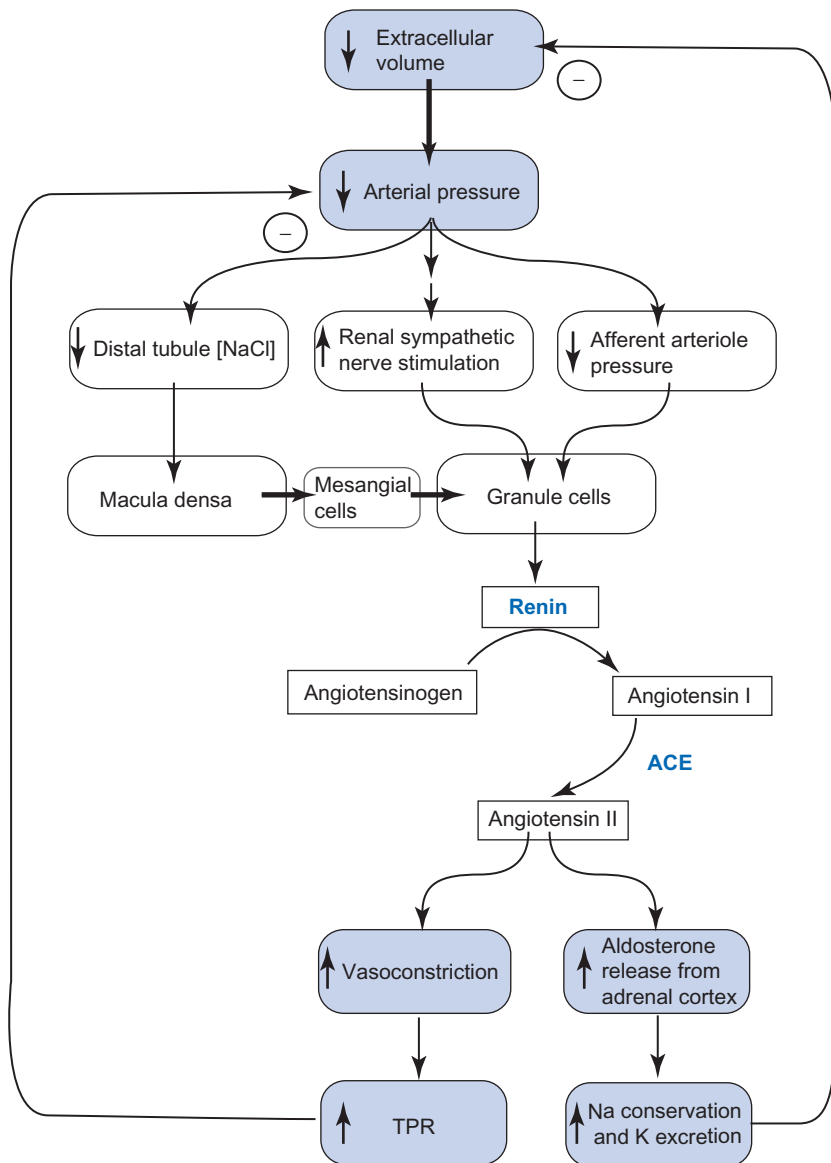 Extracellular
volume
−
Arterial pressure
−
Distal tubule [NaCl]
Renal sympathetic
nerve stimulation
Afferent arteriole
pressure
Macula densa
Mesangial
cells
Granule cells
Renin
Angiotensinogen
Angiotensin I
ACE
Angiotensin II
Vasoconstriction
Aldosterone
release from
adrenal cortex
TPR
Na conservation
and K excretion